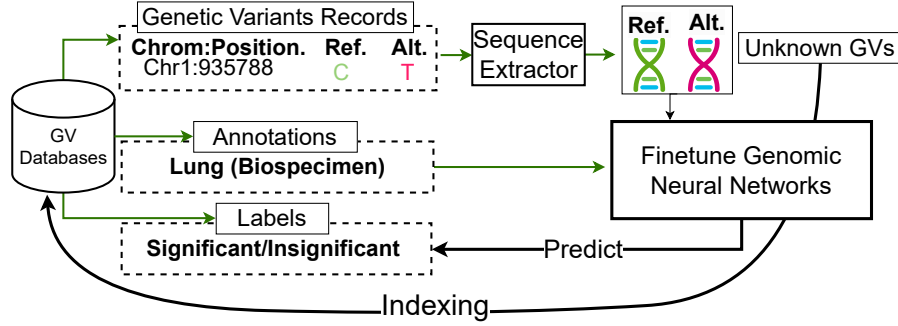 Genetic Variants Records
Chrom:Position. Ref. Alt.
Chr1:935788 C T
Sequence
Extractor
Ref. Alt.
Unknown GVs
GV
Databases
Annotations
Lung (Biospecimen)
Finetune Genomic
Neural Networks
Labels
Significant/Insignificant
Predict
Indexing